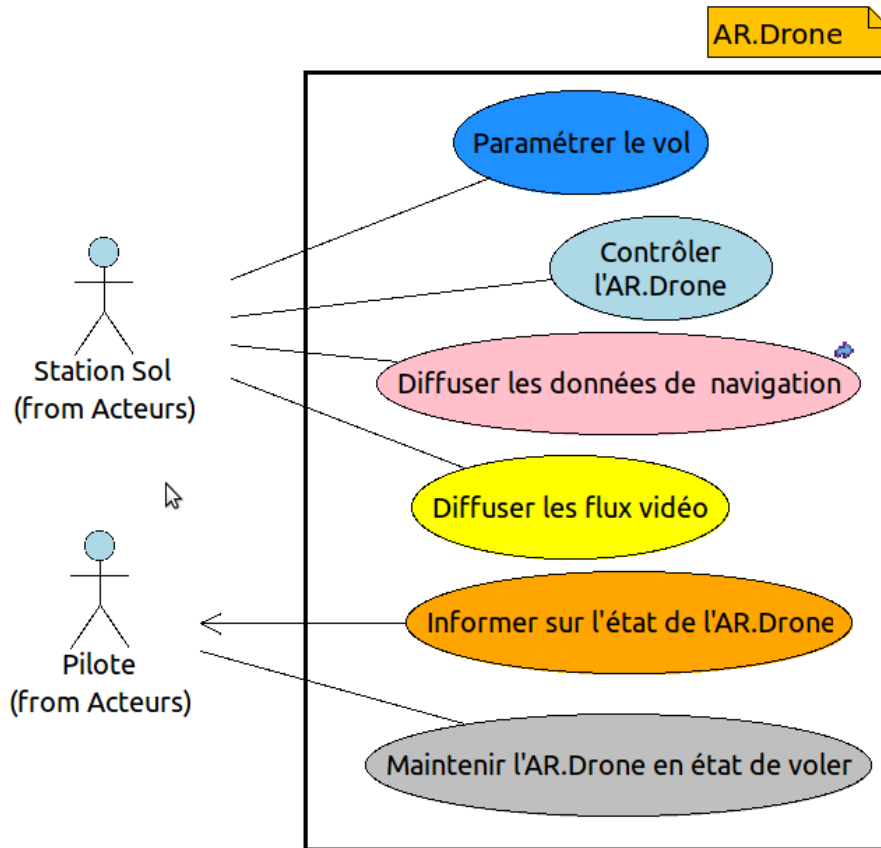 AR.Drone
Paramétrer le vol
Contrôler
l'AR.Drone
Station Sol
(from Acteurs)
Diffuser les données de  navigation
Diffuser les flux vidéo
Informer sur l'état de l'AR.Drone
Pilote
(from Acteurs)
Maintenir l'AR.Drone en état de voler